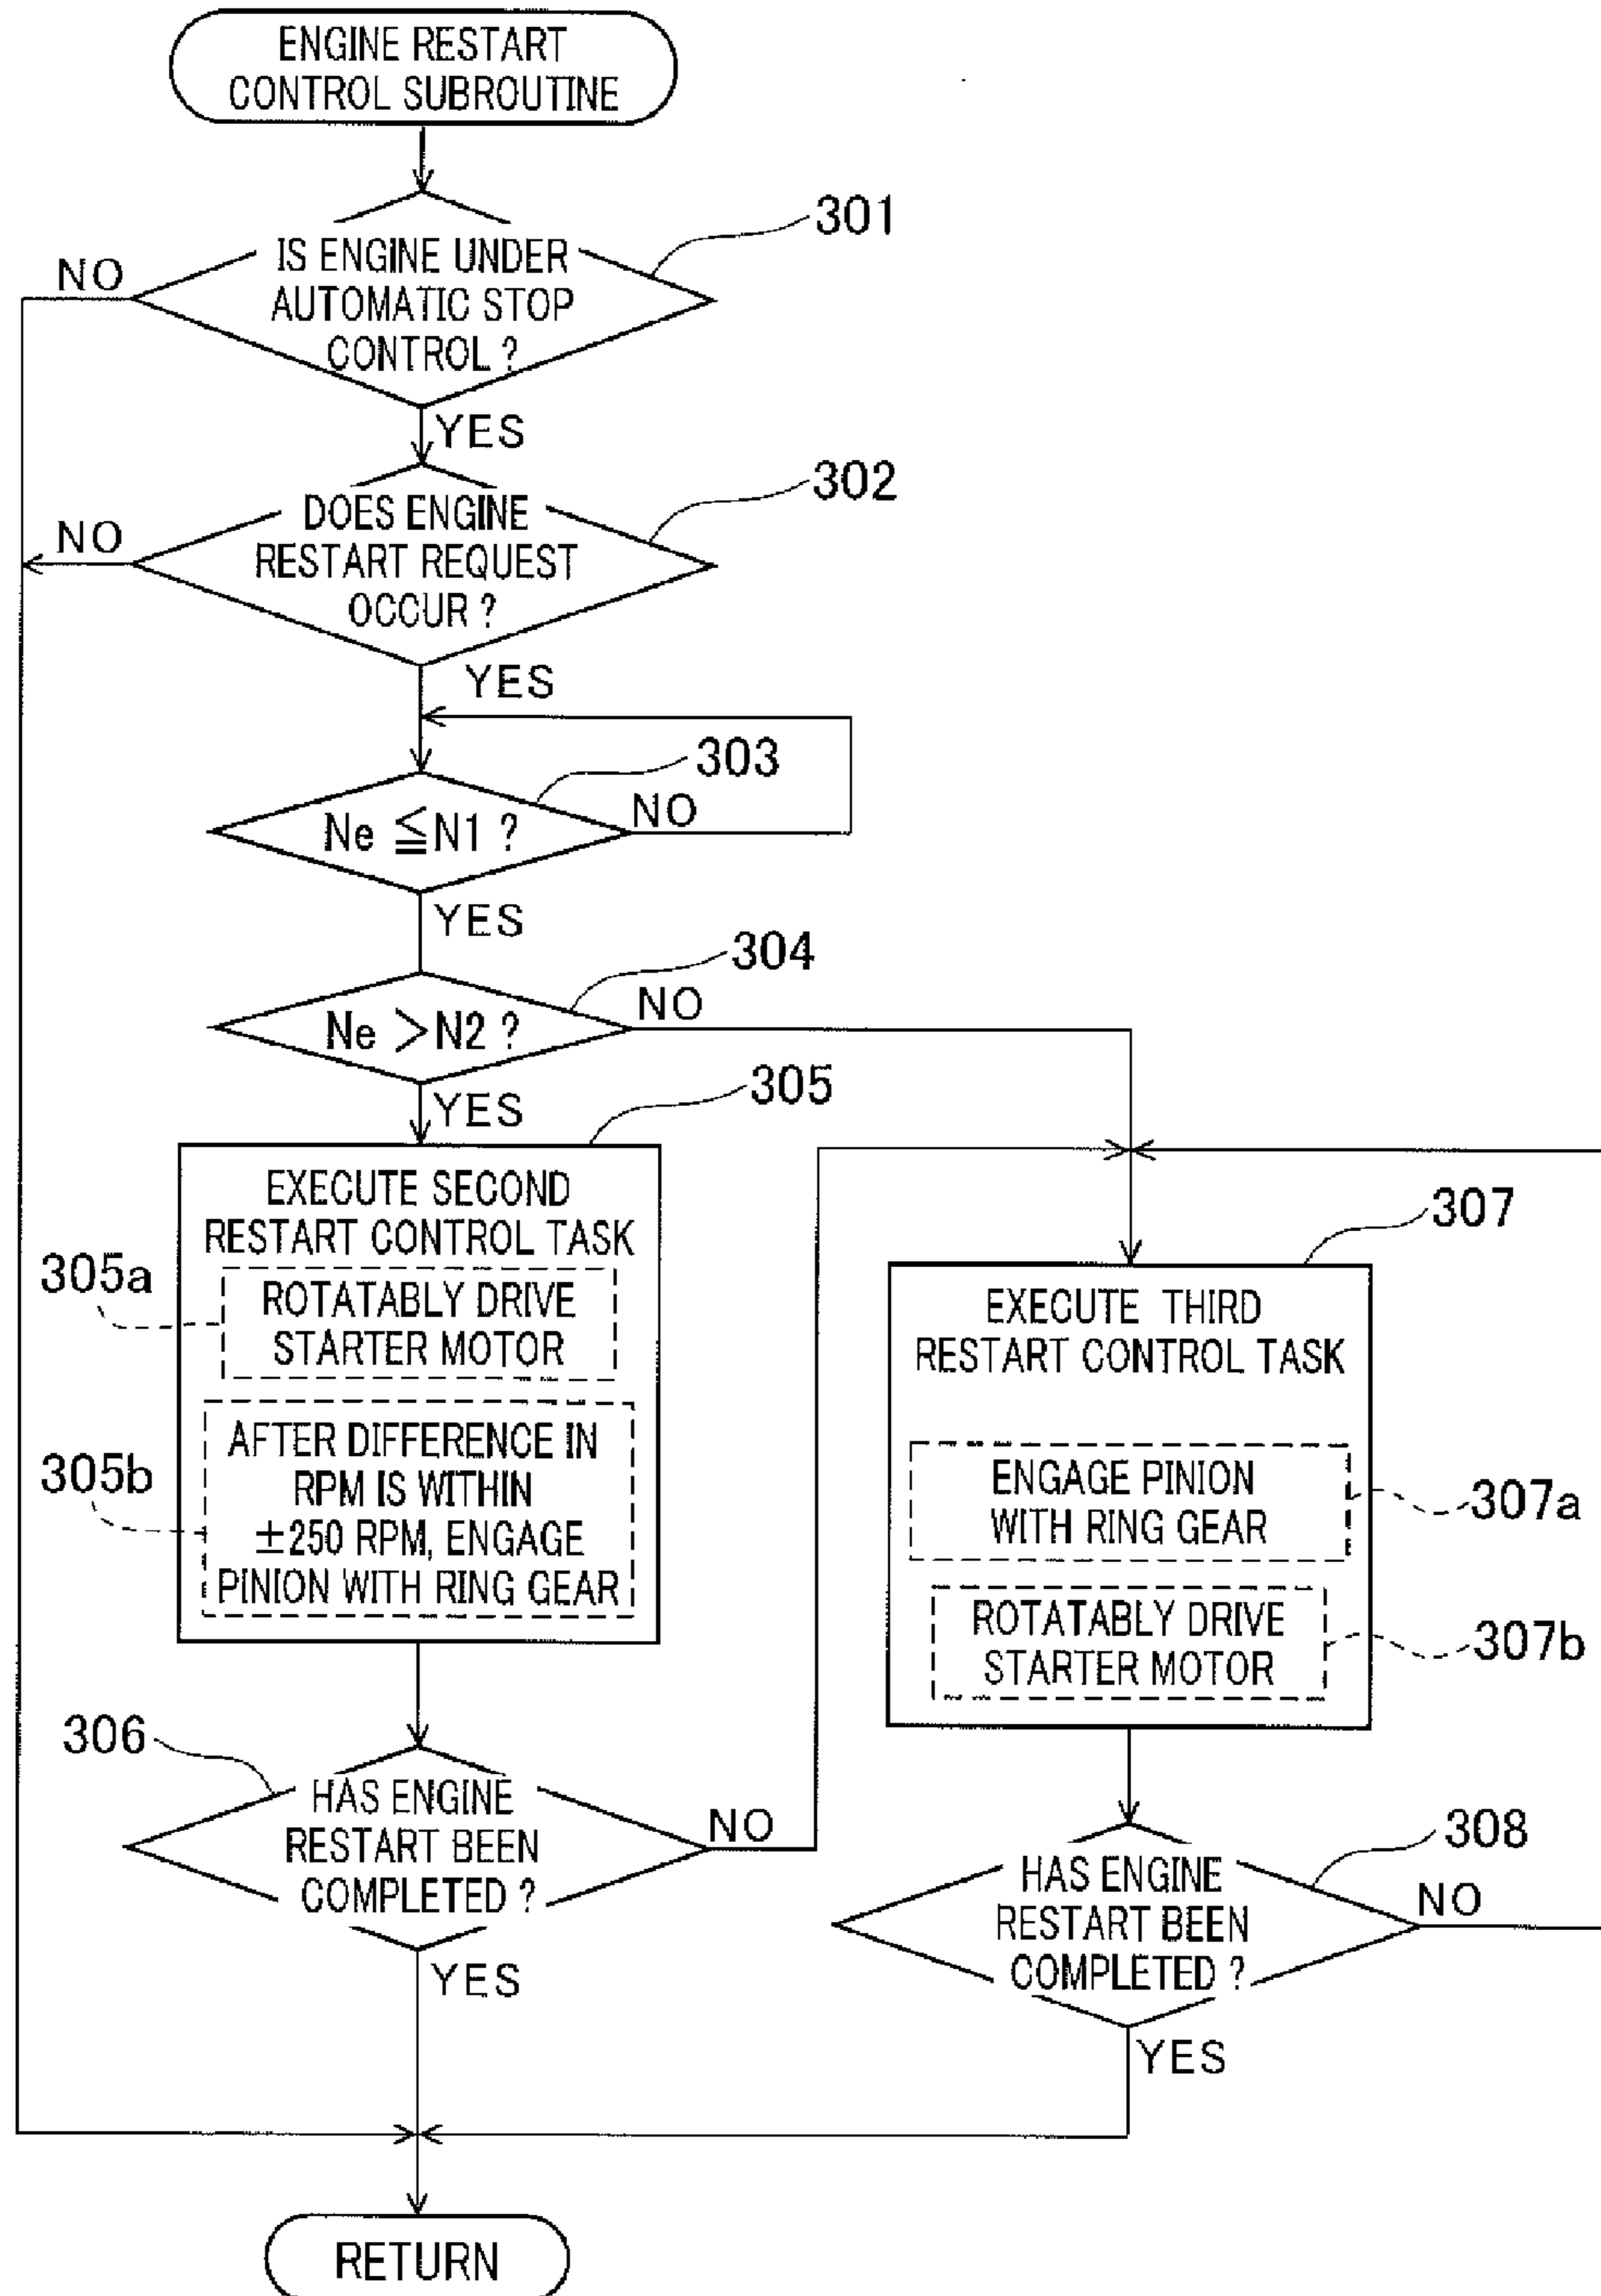 ENGINE RESTART
CONTROL SUBROUTINE
301
IS ENGINE UNDER
AUTOMATIC STOP
CONTROL ?
NO
YES
302
DOES ENGINE
RESTART REQUEST
OCCUR ?
NO
YES
303
Ne ≦N1 ?
NO
YES
304
Ne >N2 ?
NO
YES
305
EXECUTE SECOND
RESTART CONTROL TASK
305a
ROTATABLY DRIVE
STARTER MOTOR
305b
AFTER DIFFERENCE IN
RPM IS WITHIN
±250 RPM, ENGAGE
PINION WITH RING GEAR
307
EXECUTE THIRD
RESTART CONTROL TASK
ENGAGE PINION
WITH RING GEAR
307a
ROTATABLY DRIVE
STARTER MOTOR
307b
306
HAS ENGINE
RESTART BEEN
COMPLETED ?
NO
YES
308
HAS ENGINE
RESTART BEEN
COMPLETED ?
NO
YES
RETURN